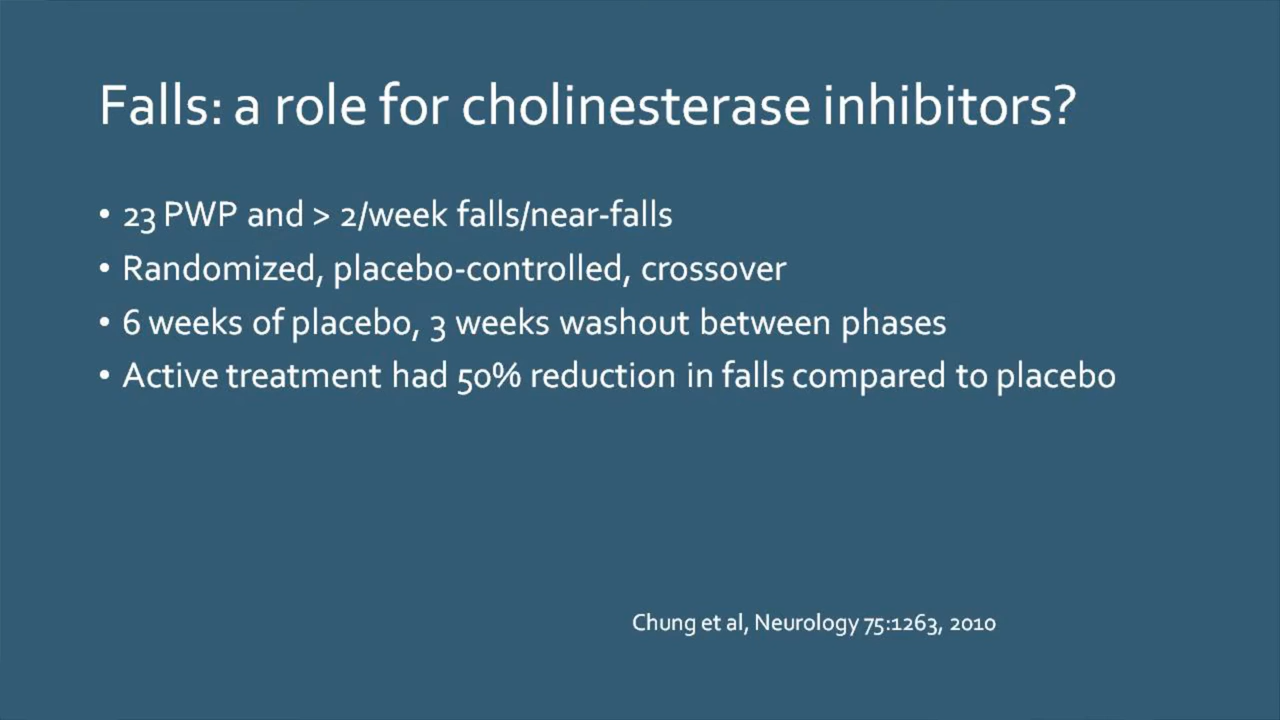 Falls: a role for cholinesterase inhibitors?
• 23 PWP and > 2/week falls/near-falls
• Randomized, placebo-controlled, crossover
• 6 weeks of placebo, 3 weeks washout between phases
• Active treatment had 50% reduction in falls compared to placebo
Chung et al, Neurology 75:1263, 2010